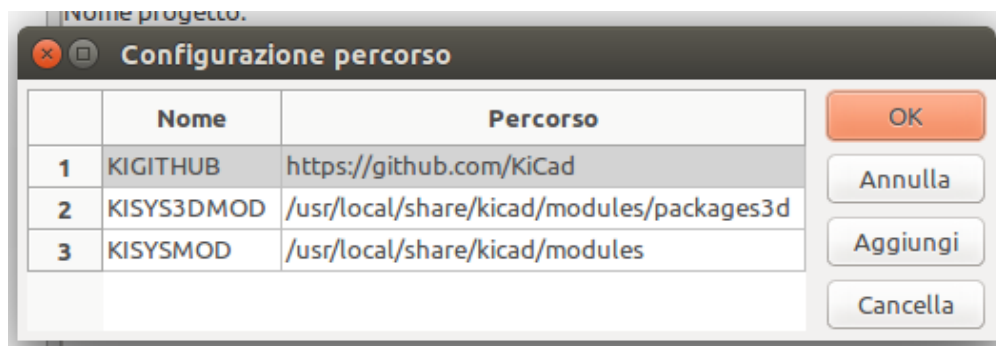 Nome progetto:
Configurazione percorso
Nome Percorso OK
1 KIGITHUB https://github.com/KiCad
Annulla
2 KISYS3DMOD /usr/local/share/kicad/modules/packages3d
3 KISYSMOD /usr/local/share/kicad/modules
Aggiungi
Cancella